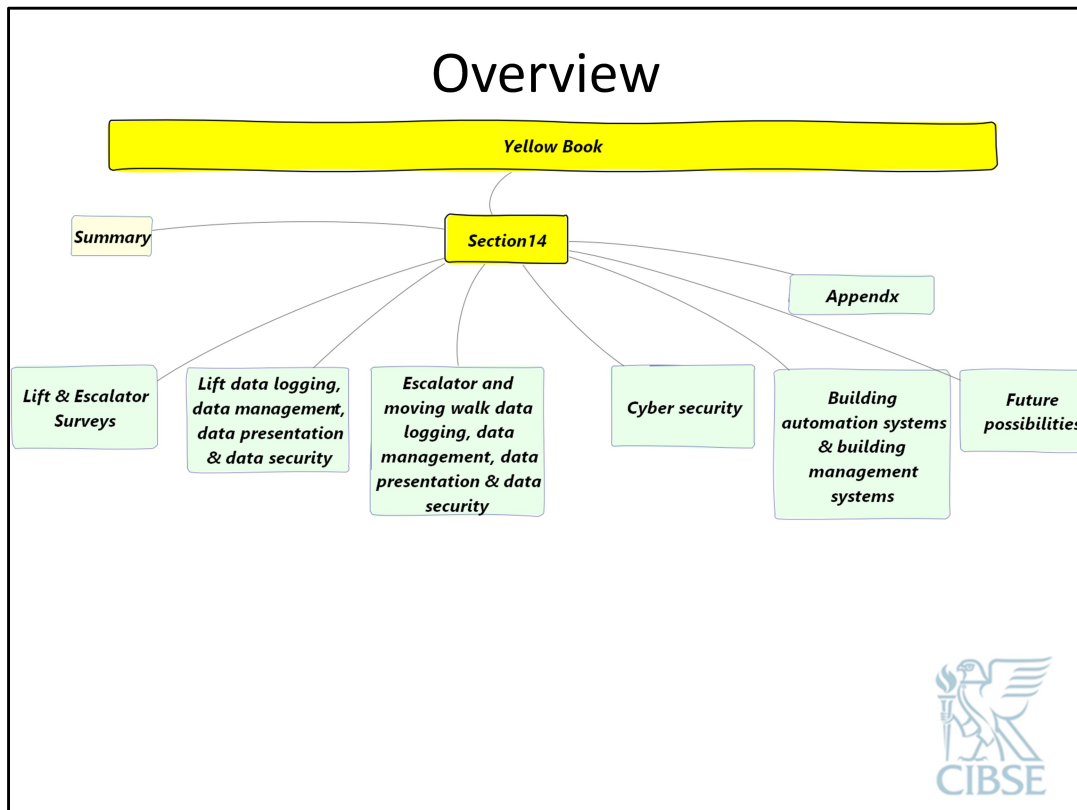 Overview
Yellow Book
Summary
Section14
Appendx
Lift & Escalator
Surveys
Lift data logging,
data management,
data presentation
& data security
Escalator and
moving walk data
logging, data
management, data
presentation & data
security
Cyber security
Building
automation systems
& building
management
systems
Future
possibilities
CIBSE